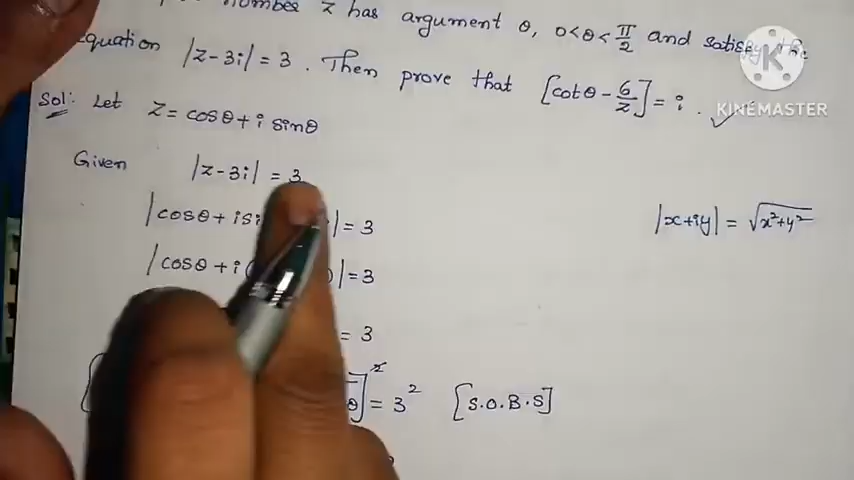 number z has argument θ, 0<θ<π/2 and satisfy the
Equation |z-3i| = 3. Then prove that [cotθ - 6/z] = i.
KINEMASTER
Sol: Let z = cosθ + i sinθ
Given |z-3i| = 3
|x+iy| = √x²+y²
|cosθ + isi |= 3
|cosθ + i( )|= 3
= 3
θ]² = 3² [S.O.B.S]